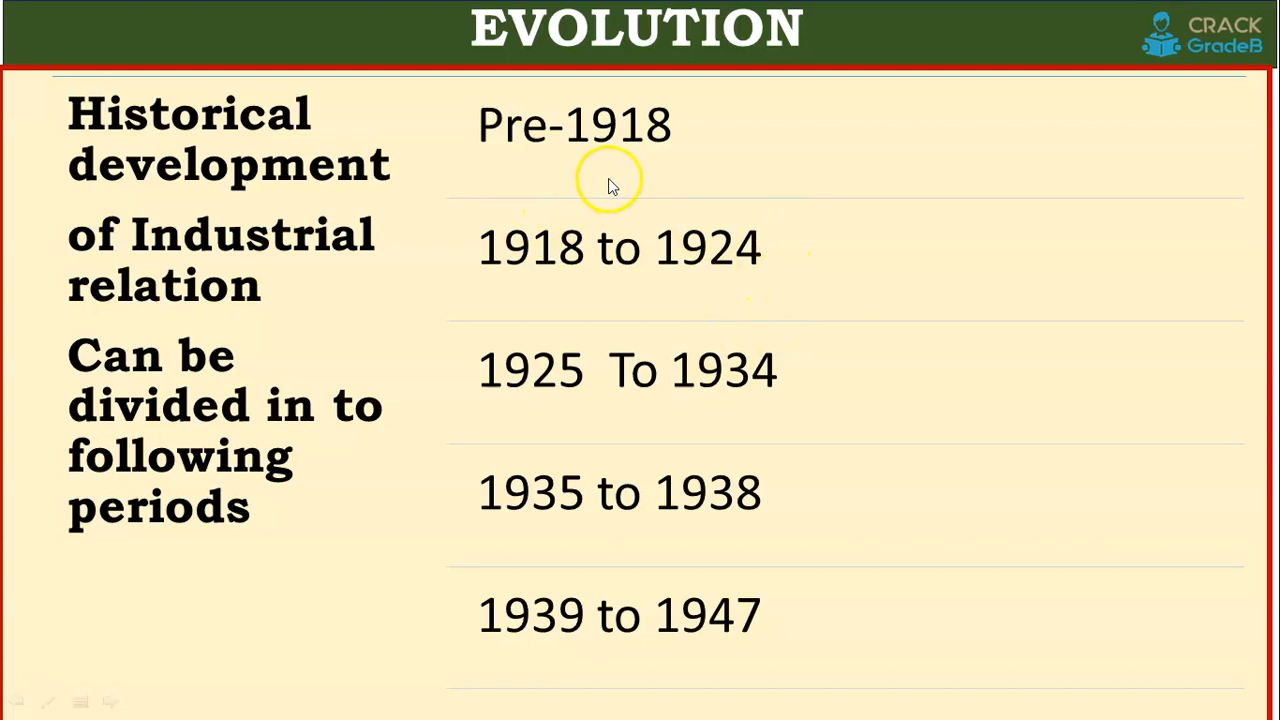 EVOLUTION
CRACK
GradeB
Historical
development
of Industrial
relation
Can be
divided in to
following
periods
Pre-1918
1918 to 1924
1925  To 1934
1935 to 1938
1939 to 1947